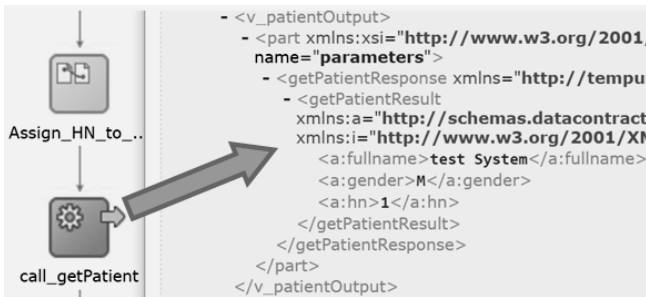 Assign_HN_to_..
call_getPatient
- <v_patientOutput>
- <part xmlns:xsi="http://www.w3.org/2001/
name="parameters">
- <getPatientResponse xmlns="http://tempu
- <getPatientResult
xmlns:a="http://schemas.datacontract
xmlns:i="http://www.w3.org/2001/XM
<a:fullname>test System</a:fullname>
<a:gender>M</a:gender>
<a:hn>1</a:hn>
</getPatientResult>
</getPatientResponse>
</part>
</v_patientOutput>